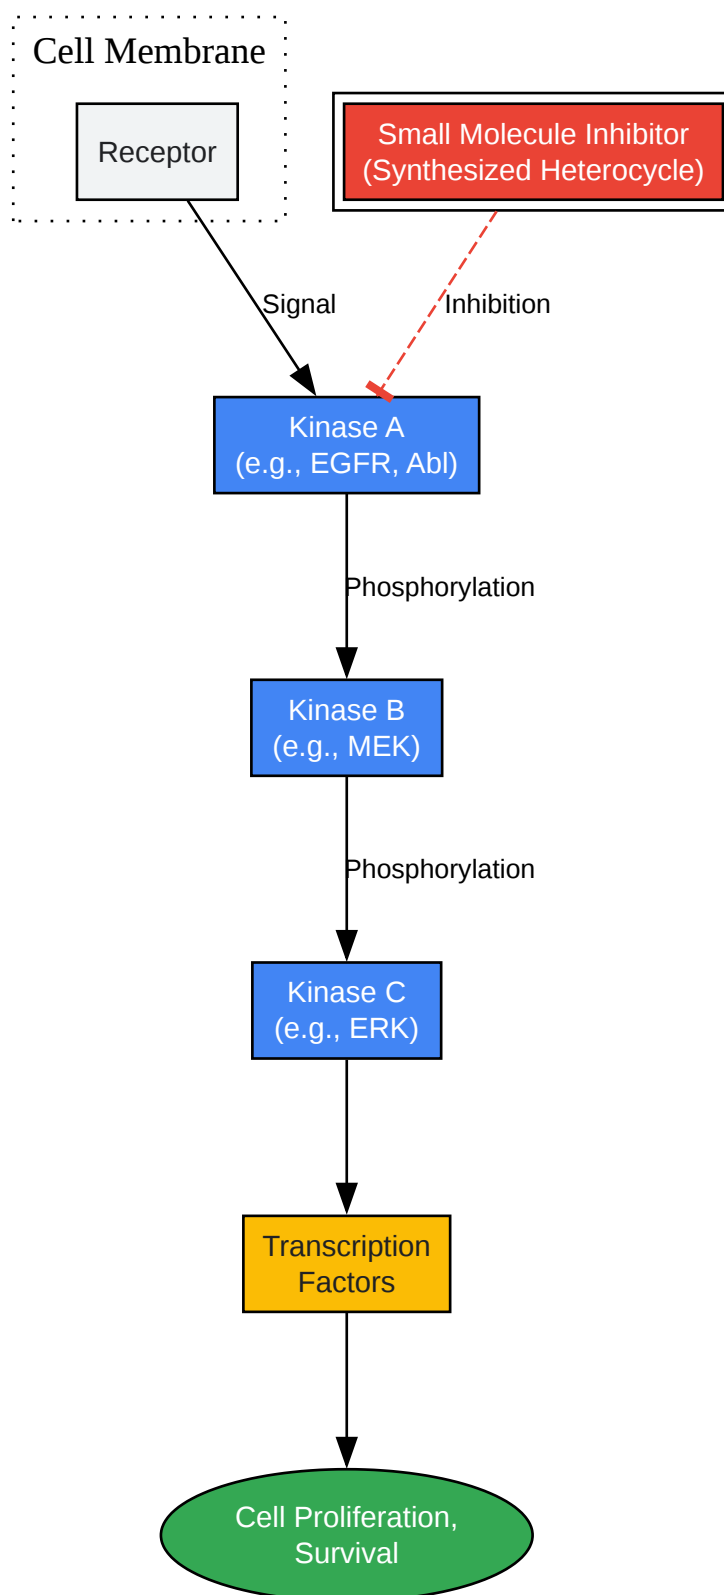 Cell Membrane
Receptor
Small Molecule Inhibitor
(Synthesized Heterocycle)
Signal
Inhibition
Kinase A
(e.g., EGFR, Abl)
Phosphorylation
Kinase B
(e.g., MEK)
Phosphorylation
Kinase C
(e.g., ERK)
Transcription
Factors
Cell Proliferation,
Survival